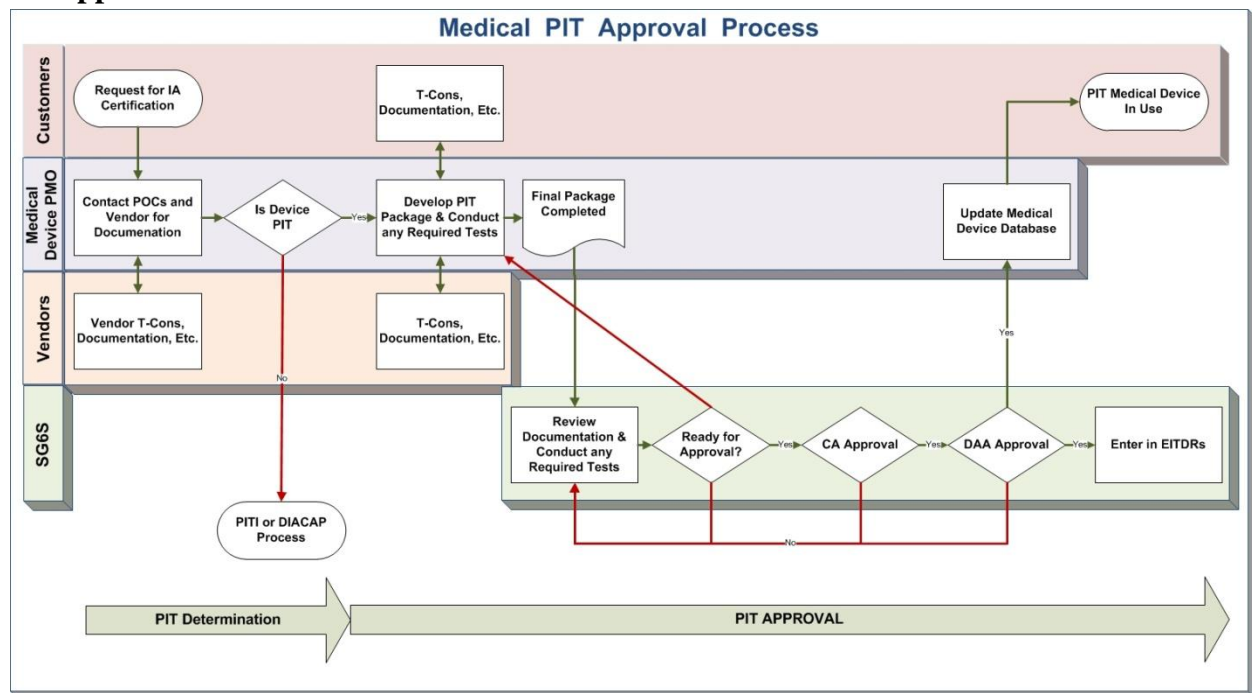 Medical PIT Approval Process
Customers
Request for IA
Certification
T-Cons,
Documentation, Etc.
PIT Medical Device
In Use
Medical
Device PMO
Contact POCs and
Vendor for
Documenation
Is Device
PIT
Yes
Develop PIT
Package & Conduct
any Required Tests
Final Package
Completed
Update Medical
Device Database
Vendors
Vendor T-Cons,
Documentation, Etc.
T-Cons,
Documentation, Etc.
Yes
No
SG6S
Review
Documentation &
Conduct any
Required Tests
Ready for
Approval?
Yes
CA Approval
Yes
DAA Approval
Yes
Enter in EITDRs
No
PITI or DIACAP
Process
PIT Determination
PIT APPROVAL